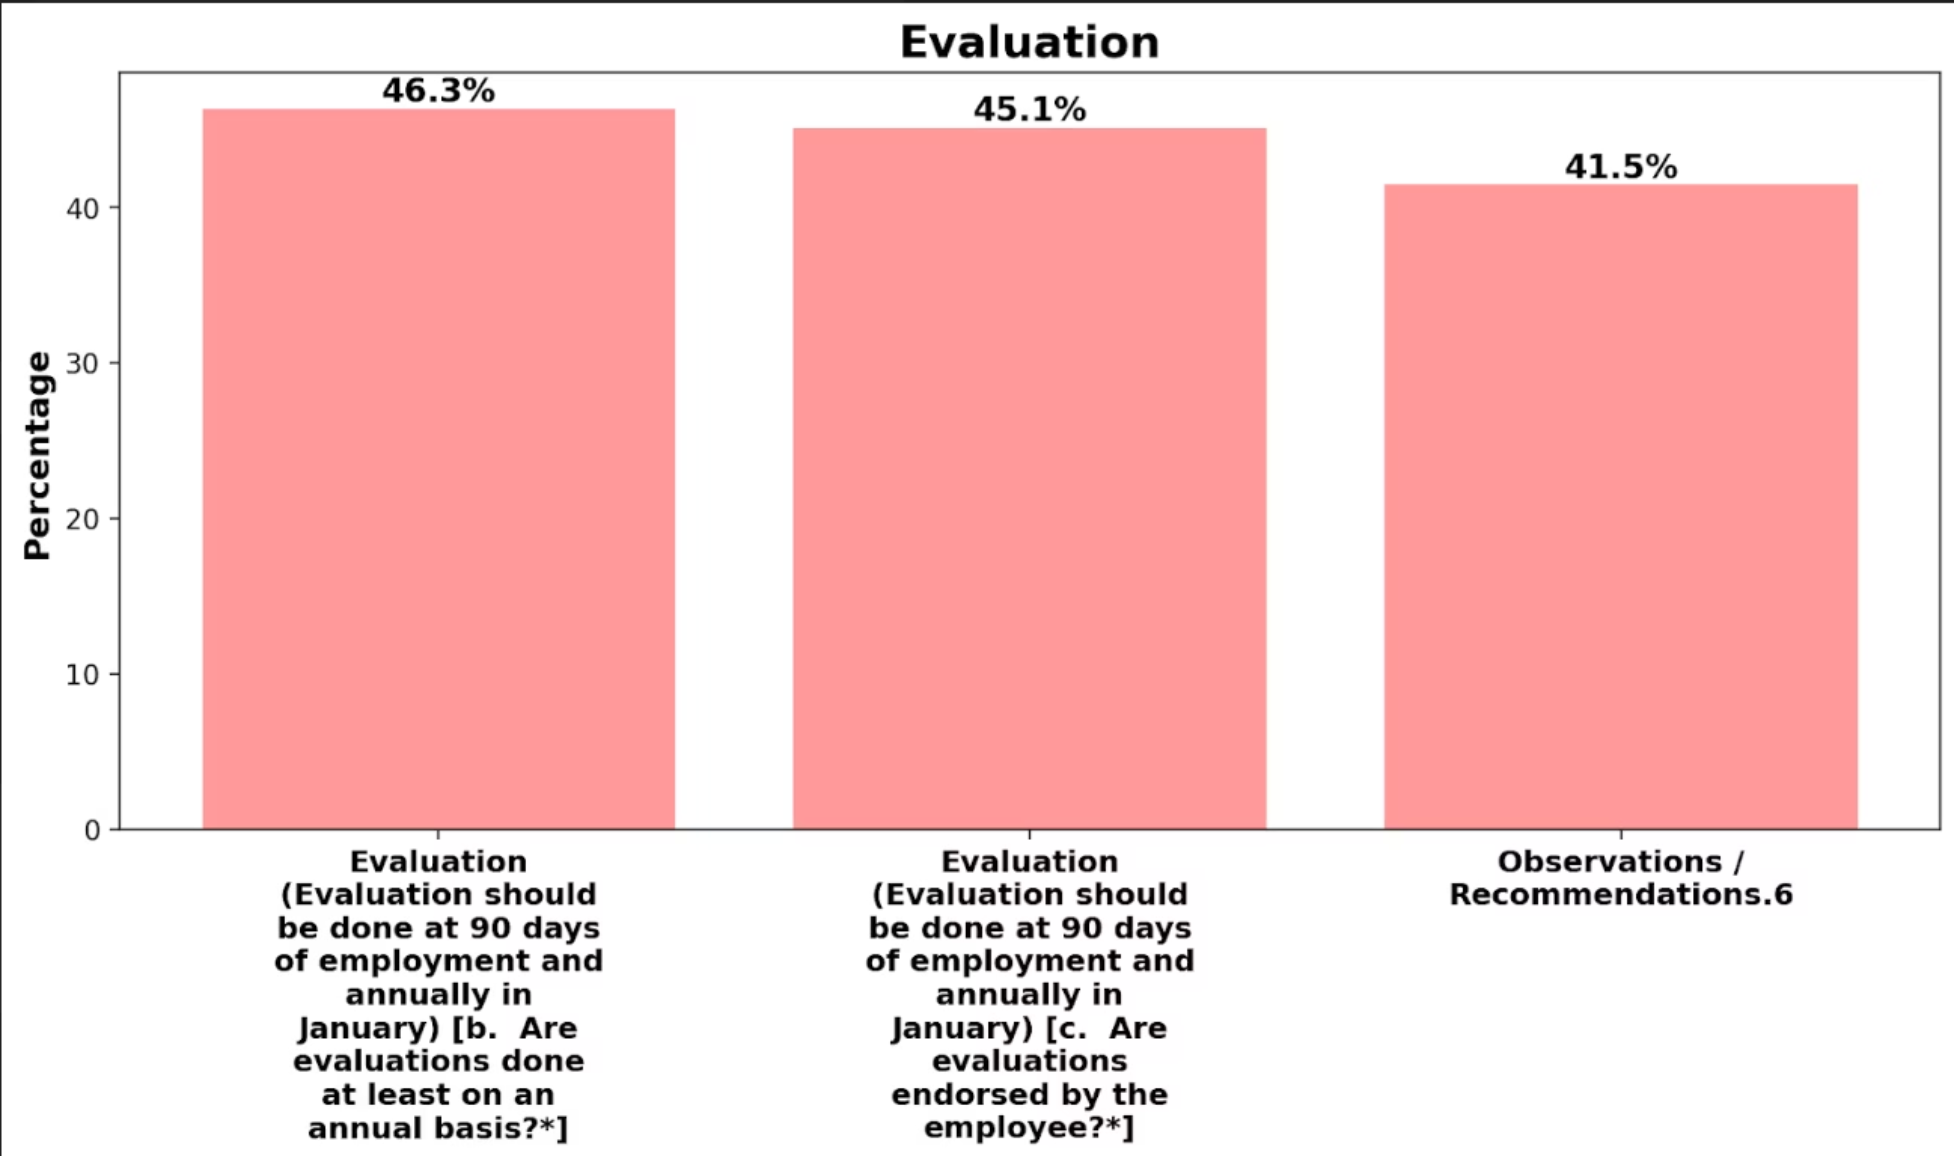 Evaluation
46.3%
45.1%
41.5%
Percentage
40
30
20
10
0
Evaluation
(Evaluation should
be done at 90 days
of employment and
annually in
January) [b.  Are
evaluations done
at least on an
annual basis?*]
Evaluation
(Evaluation should
be done at 90 days
of employment and
annually in
January) [c.  Are
evaluations
endorsed by the
employee?*]
Observations /
Recommendations.6